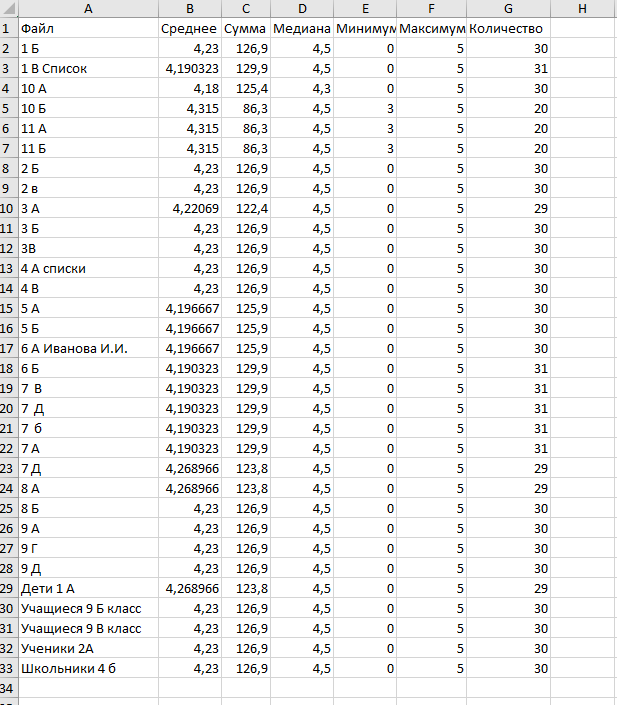 A B C D E F G H
1 Файл Среднее Сумма Медиана Минимум Максимум Количество
2 1 Б 4,23 126,9 4,5 0 5 30
3 1 В Список 4,190323 129,9 4,5 0 5 31
4 10 А 4,18 125,4 4,3 0 5 30
5 10 Б 4,315 86,3 4,5 3 5 20
6 11 А 4,315 86,3 4,5 3 5 20
7 11 Б 4,315 86,3 4,5 3 5 20
8 2 Б 4,23 126,9 4,5 0 5 30
9 2 в 4,23 126,9 4,5 0 5 30
10 3 А 4,22069 122,4 4,5 0 5 29
11 3 Б 4,23 126,9 4,5 0 5 30
12 3В 4,23 126,9 4,5 0 5 30
13 4 А списки 4,23 126,9 4,5 0 5 30
14 4 В 4,23 126,9 4,5 0 5 30
15 5 А 4,196667 125,9 4,5 0 5 30
16 5 Б 4,196667 125,9 4,5 0 5 30
17 6 А Иванова И.И. 4,196667 125,9 4,5 0 5 30
18 6 Б 4,190323 129,9 4,5 0 5 31
19 7  В 4,190323 129,9 4,5 0 5 31
20 7  Д 4,190323 129,9 4,5 0 5 31
21 7  б 4,190323 129,9 4,5 0 5 31
22 7 А 4,190323 129,9 4,5 0 5 31
23 7 Д 4,268966 123,8 4,5 0 5 29
24 8 А 4,268966 123,8 4,5 0 5 29
25 8 Б 4,23 126,9 4,5 0 5 30
26 9 А 4,23 126,9 4,5 0 5 30
27 9 Г 4,23 126,9 4,5 0 5 30
28 9 Д 4,23 126,9 4,5 0 5 30
29 Дети 1 А 4,268966 123,8 4,5 0 5 29
30 Учащиеся 9 Б класс 4,23 126,9 4,5 0 5 30
31 Учащиеся 9 В класс 4,23 126,9 4,5 0 5 30
32 Ученики 2А 4,23 126,9 4,5 0 5 30
33 Школьники 4 б 4,23 126,9 4,5 0 5 30
34